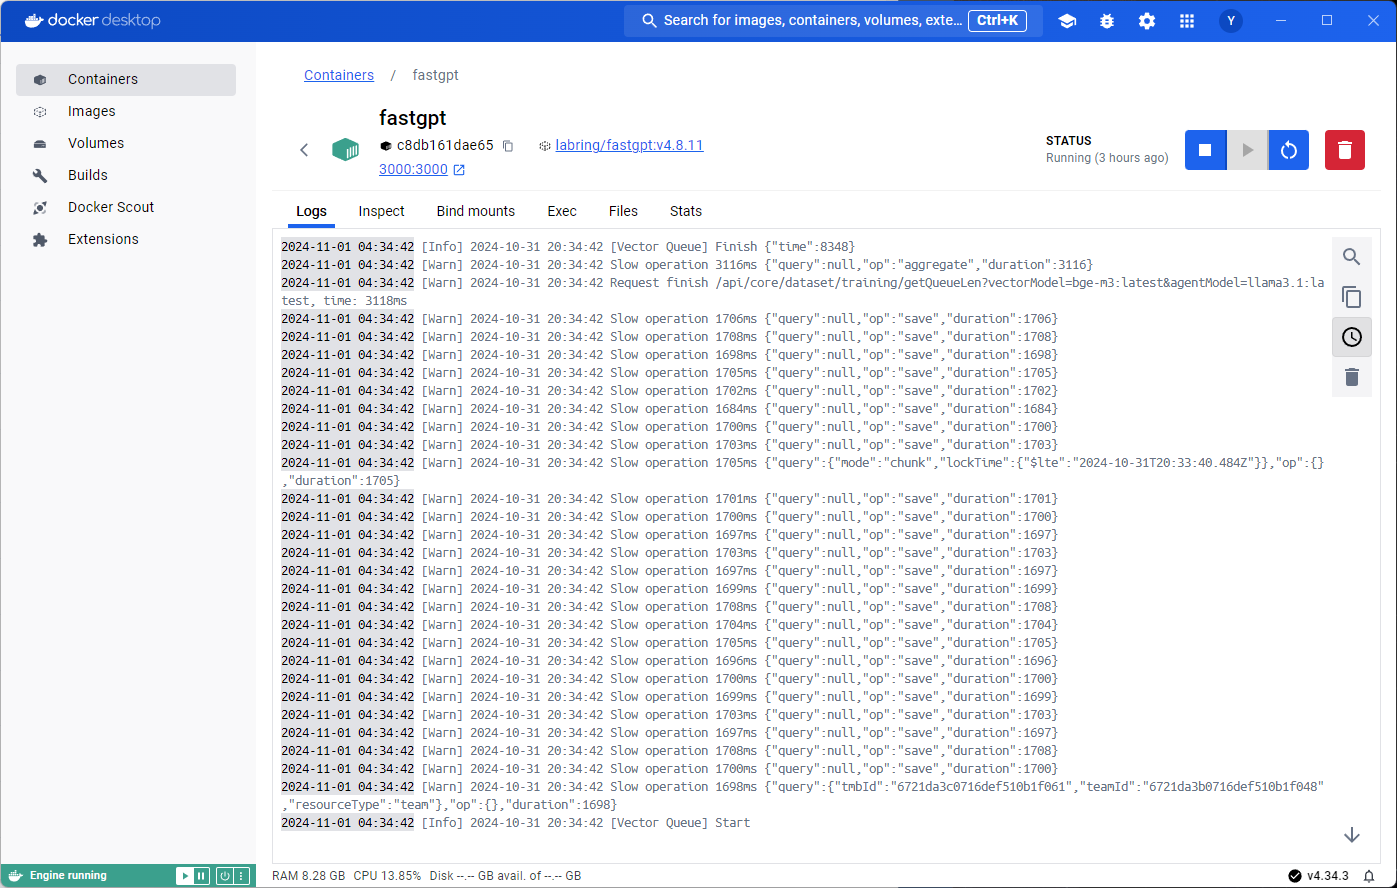 docker desktop
Search for images, containers, volumes, exte... Ctrl+K
Y
Containers
Images
Volumes
Builds
Docker Scout
Extensions
Containers / fastgpt
fastgpt
c8db161dae65 labring/fastgpt:v4.8.11
3000:3000
STATUS
Running (3 hours ago)
Logs Inspect Bind mounts Exec Files Stats
2024-11-01 04:34:42 [Info] 2024-10-31 20:34:42 [Vector Queue] Finish {"time":8348}
2024-11-01 04:34:42 [Warn] 2024-10-31 20:34:42 Slow operation 3116ms {"query":null,"op":"aggregate","duration":3116}
2024-11-01 04:34:42 [Warn] 2024-10-31 20:34:42 Request finish /api/core/dataset/training/getQueueLen?vectorModel=bge-m3:latest&agentModel=llama3.1:la
test, time: 3118ms
2024-11-01 04:34:42 [Warn] 2024-10-31 20:34:42 Slow operation 1706ms {"query":null,"op":"save","duration":1706}
2024-11-01 04:34:42 [Warn] 2024-10-31 20:34:42 Slow operation 1708ms {"query":null,"op":"save","duration":1708}
2024-11-01 04:34:42 [Warn] 2024-10-31 20:34:42 Slow operation 1698ms {"query":null,"op":"save","duration":1698}
2024-11-01 04:34:42 [Warn] 2024-10-31 20:34:42 Slow operation 1705ms {"query":null,"op":"save","duration":1705}
2024-11-01 04:34:42 [Warn] 2024-10-31 20:34:42 Slow operation 1702ms {"query":null,"op":"save","duration":1702}
2024-11-01 04:34:42 [Warn] 2024-10-31 20:34:42 Slow operation 1684ms {"query":null,"op":"save","duration":1684}
2024-11-01 04:34:42 [Warn] 2024-10-31 20:34:42 Slow operation 1700ms {"query":null,"op":"save","duration":1700}
2024-11-01 04:34:42 [Warn] 2024-10-31 20:34:42 Slow operation 1703ms {"query":null,"op":"save","duration":1703}
2024-11-01 04:34:42 [Warn] 2024-10-31 20:34:42 Slow operation 1705ms {"query":{"mode":"chunk","lockTime":{"$lte":"2024-10-31T20:33:40.484Z"}},"op":{}
,"duration":1705}
2024-11-01 04:34:42 [Warn] 2024-10-31 20:34:42 Slow operation 1701ms {"query":null,"op":"save","duration":1701}
2024-11-01 04:34:42 [Warn] 2024-10-31 20:34:42 Slow operation 1700ms {"query":null,"op":"save","duration":1700}
2024-11-01 04:34:42 [Warn] 2024-10-31 20:34:42 Slow operation 1697ms {"query":null,"op":"save","duration":1697}
2024-11-01 04:34:42 [Warn] 2024-10-31 20:34:42 Slow operation 1703ms {"query":null,"op":"save","duration":1703}
2024-11-01 04:34:42 [Warn] 2024-10-31 20:34:42 Slow operation 1697ms {"query":null,"op":"save","duration":1697}
2024-11-01 04:34:42 [Warn] 2024-10-31 20:34:42 Slow operation 1699ms {"query":null,"op":"save","duration":1699}
2024-11-01 04:34:42 [Warn] 2024-10-31 20:34:42 Slow operation 1708ms {"query":null,"op":"save","duration":1708}
2024-11-01 04:34:42 [Warn] 2024-10-31 20:34:42 Slow operation 1704ms {"query":null,"op":"save","duration":1704}
2024-11-01 04:34:42 [Warn] 2024-10-31 20:34:42 Slow operation 1705ms {"query":null,"op":"save","duration":1705}
2024-11-01 04:34:42 [Warn] 2024-10-31 20:34:42 Slow operation 1696ms {"query":null,"op":"save","duration":1696}
2024-11-01 04:34:42 [Warn] 2024-10-31 20:34:42 Slow operation 1700ms {"query":null,"op":"save","duration":1700}
2024-11-01 04:34:42 [Warn] 2024-10-31 20:34:42 Slow operation 1699ms {"query":null,"op":"save","duration":1699}
2024-11-01 04:34:42 [Warn] 2024-10-31 20:34:42 Slow operation 1703ms {"query":null,"op":"save","duration":1703}
2024-11-01 04:34:42 [Warn] 2024-10-31 20:34:42 Slow operation 1697ms {"query":null,"op":"save","duration":1697}
2024-11-01 04:34:42 [Warn] 2024-10-31 20:34:42 Slow operation 1708ms {"query":null,"op":"save","duration":1708}
2024-11-01 04:34:42 [Warn] 2024-10-31 20:34:42 Slow operation 1700ms {"query":null,"op":"save","duration":1700}
2024-11-01 04:34:42 [Warn] 2024-10-31 20:34:42 Slow operation 1698ms {"query":{"tmbId":"6721da3c0716def510b1f061","teamId":"6721da3b0716def510b1f048"
,"resourceType":"team"},"op":{},"duration":1698}
2024-11-01 04:34:42 [Info] 2024-10-31 20:34:42 [Vector Queue] Start
Engine running
RAM 8.28 GB CPU 13.85% Disk --.-- GB avail. of --.-- GB
v4.34.3